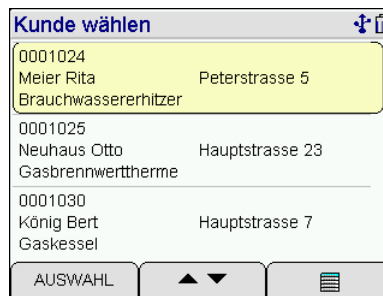 Kunde wählen
0001024
Meier Rita Peterstrasse 5
Brauchwassererhitzer
0001025
Neuhaus Otto Hauptstrasse 23
Gasbrennwerttherme
0001030
König Bert Hauptstrasse 7
Gaskessel
AUSWAHL